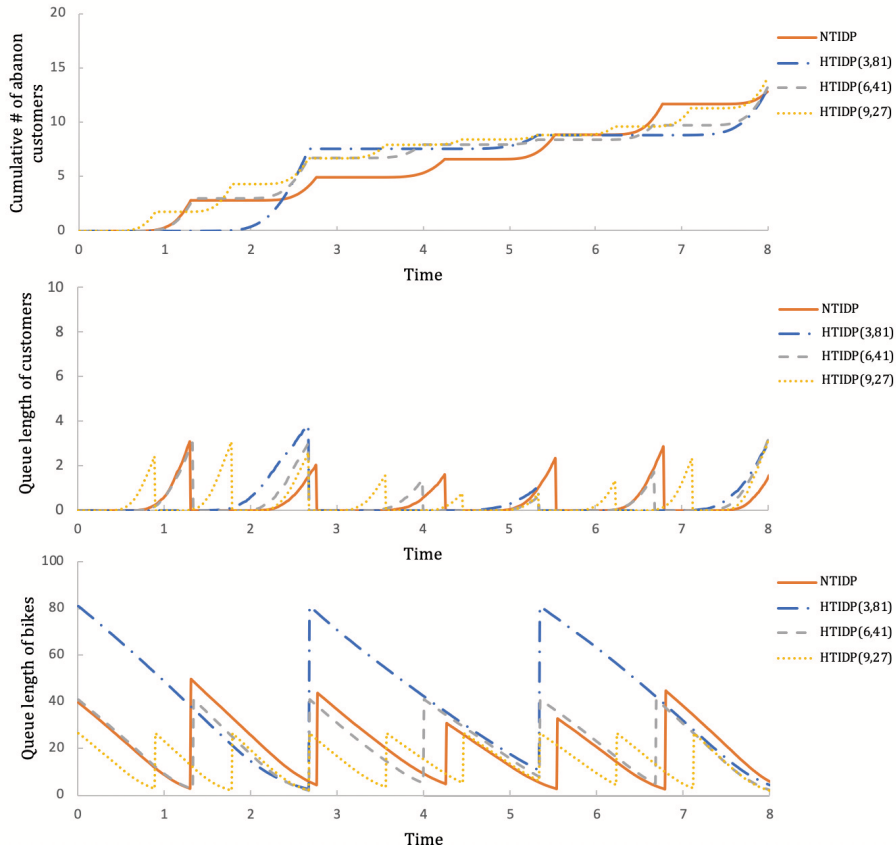 Cumulative # of abanon
customers
20
15
10
5
0
0 1 2 3 4 5 6 7 8
Time
NTIDP
HTIDP(3,81)
HTIDP(6,41)
HTIDP(9,27)
Queue length of customers
10
8
6
4
2
0
0 1 2 3 4 5 6 7 8
Time
NTIDP
HTIDP(3,81)
HTIDP(6,41)
HTIDP(9,27)
Queue length of bikes
100
80
60
40
20
0
0 1 2 3 4 5 6 7 8
Time
NTIDP
HTIDP(3,81)
HTIDP(6,41)
HTIDP(9,27)